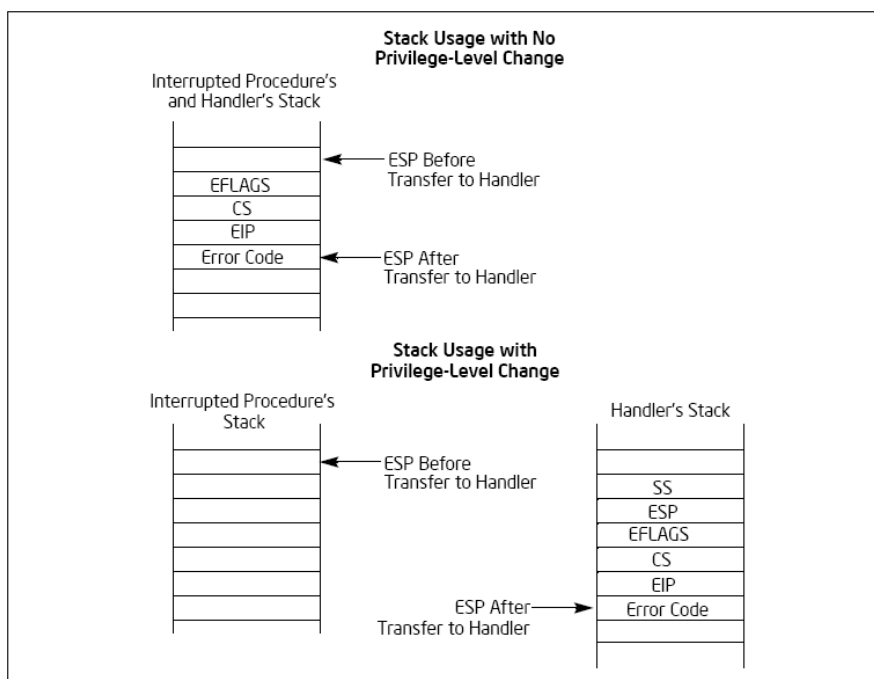 Stack Usage with No
Privilege-Level Change
Interrupted Procedure's
and Handler's Stack
ESP Before
Transfer to Handler
EFLAGS
CS
EIP
Error Code
ESP After
Transfer to Handler
Stack Usage with
Privilege-Level Change
Interrupted Procedure's
Stack
Handler's Stack
ESP Before
Transfer to Handler
SS
ESP
EFLAGS
CS
EIP
ESP After
Transfer to Handler
Error Code